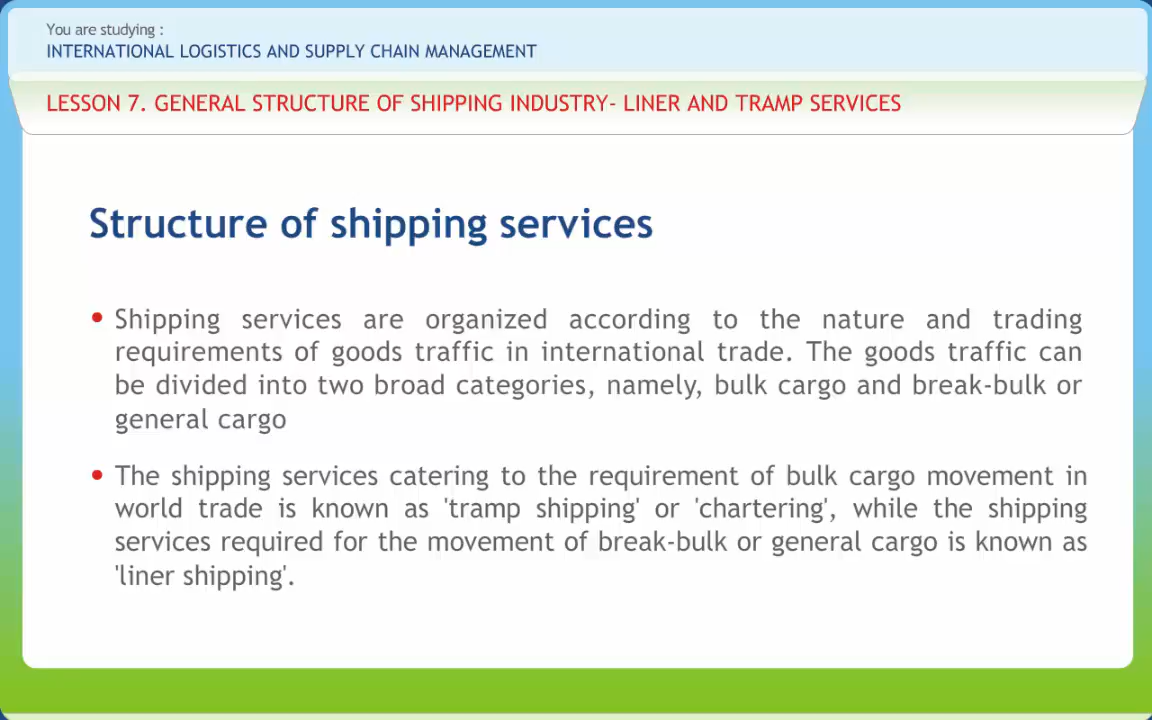 You are studying :
INTERNATIONAL LOGISTICS AND SUPPLY CHAIN MANAGEMENT
LESSON 7. GENERAL STRUCTURE OF SHIPPING INDUSTRY- LINER AND TRAMP SERVICES
Structure of shipping services
• Shipping services are organized according to the nature and trading
requirements of goods traffic in international trade. The goods traffic can
be divided into two broad categories, namely, bulk cargo and break-bulk or
general cargo
• The shipping services catering to the requirement of bulk cargo movement in
world trade is known as 'tramp shipping' or 'chartering', while the shipping
services required for the movement of break-bulk or general cargo is known as
'liner shipping'.